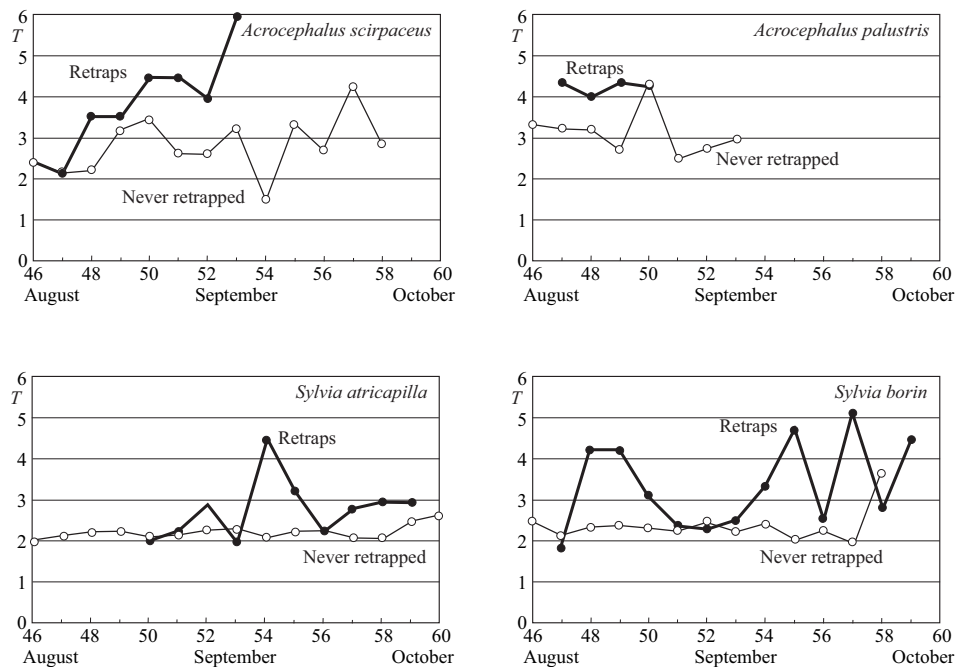 6
T
5
4
3
2
1
0
Acrocephalus scirpaceus
Retraps
Never retrapped
46 48 50 52 54 56 58 60
August September October
6
T
5
4
3
2
1
0
Acrocephalus palustris
Retraps
Never retrapped
46 48 50 52 54 56 58 60
August September October
6
T
5
4
3
2
1
0
Sylvia atricapilla
Retraps
Never retrapped
46 48 50 52 54 56 58 60
August September October
6
T
5
4
3
2
1
0
Sylvia borin
Retraps
Never retrapped
46 48 50 52 54 56 58 60
August September October